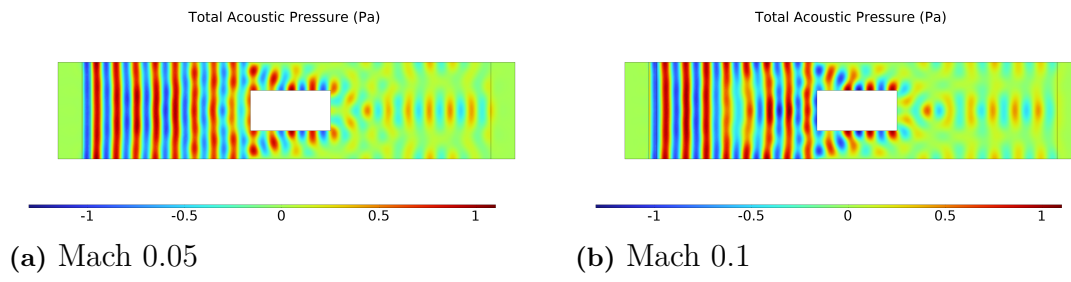 Total Acoustic Pressure (Pa)
-1 -0.5 0 0.5 1
(a) Mach 0.05
Total Acoustic Pressure (Pa)
-1 -0.5 0 0.5 1
(b) Mach 0.1